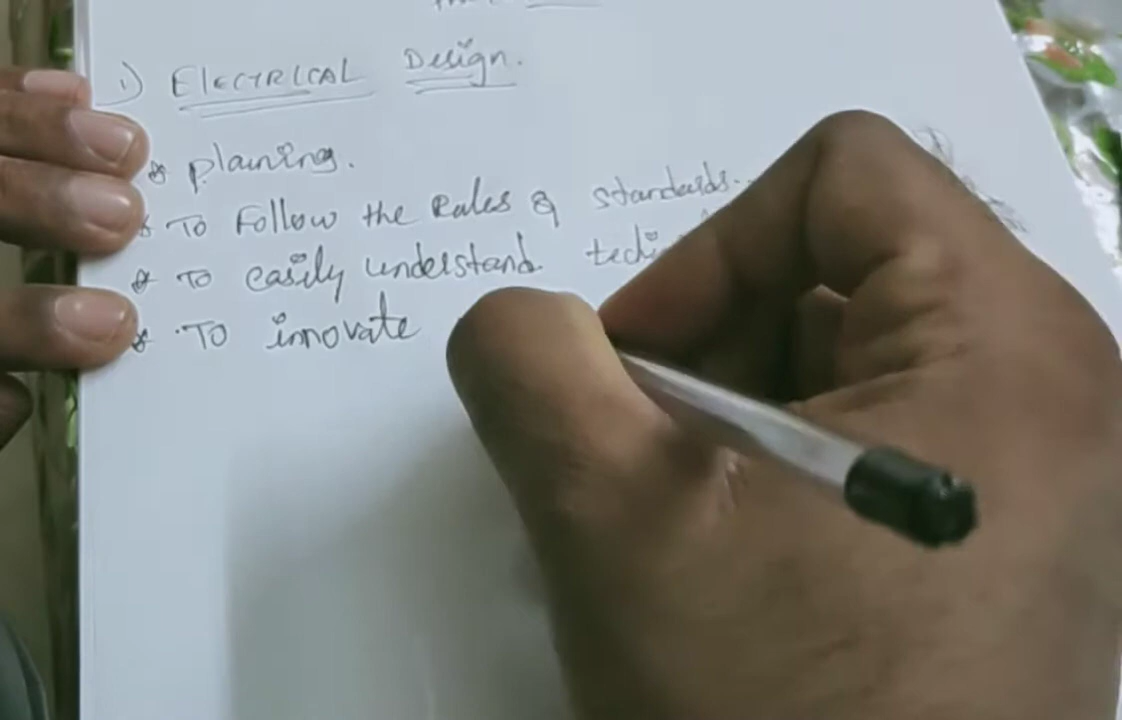 1) ELECTRICAL Design.
* planing.
* To Follow the Rules & standards.
* To easily understand
* To innovate